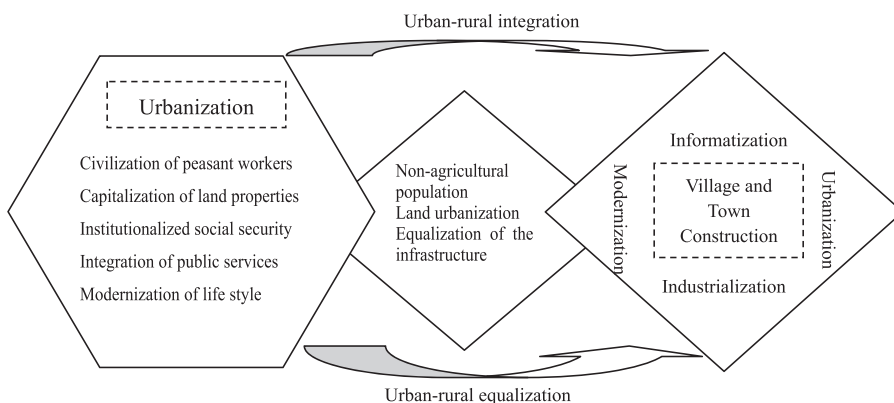 Urban-rural integration
Urbanization
Civilization of peasant workers
Capitalization of land properties
Institutionalized social security
Integration of public services
Modernization of life style
Non-agricultural
population
Land urbanization
Equalization of the
infrastructure
Informatization
Modernization
Village and
Town
Construction
Urbanization
Industrialization
Urban-rural equalization